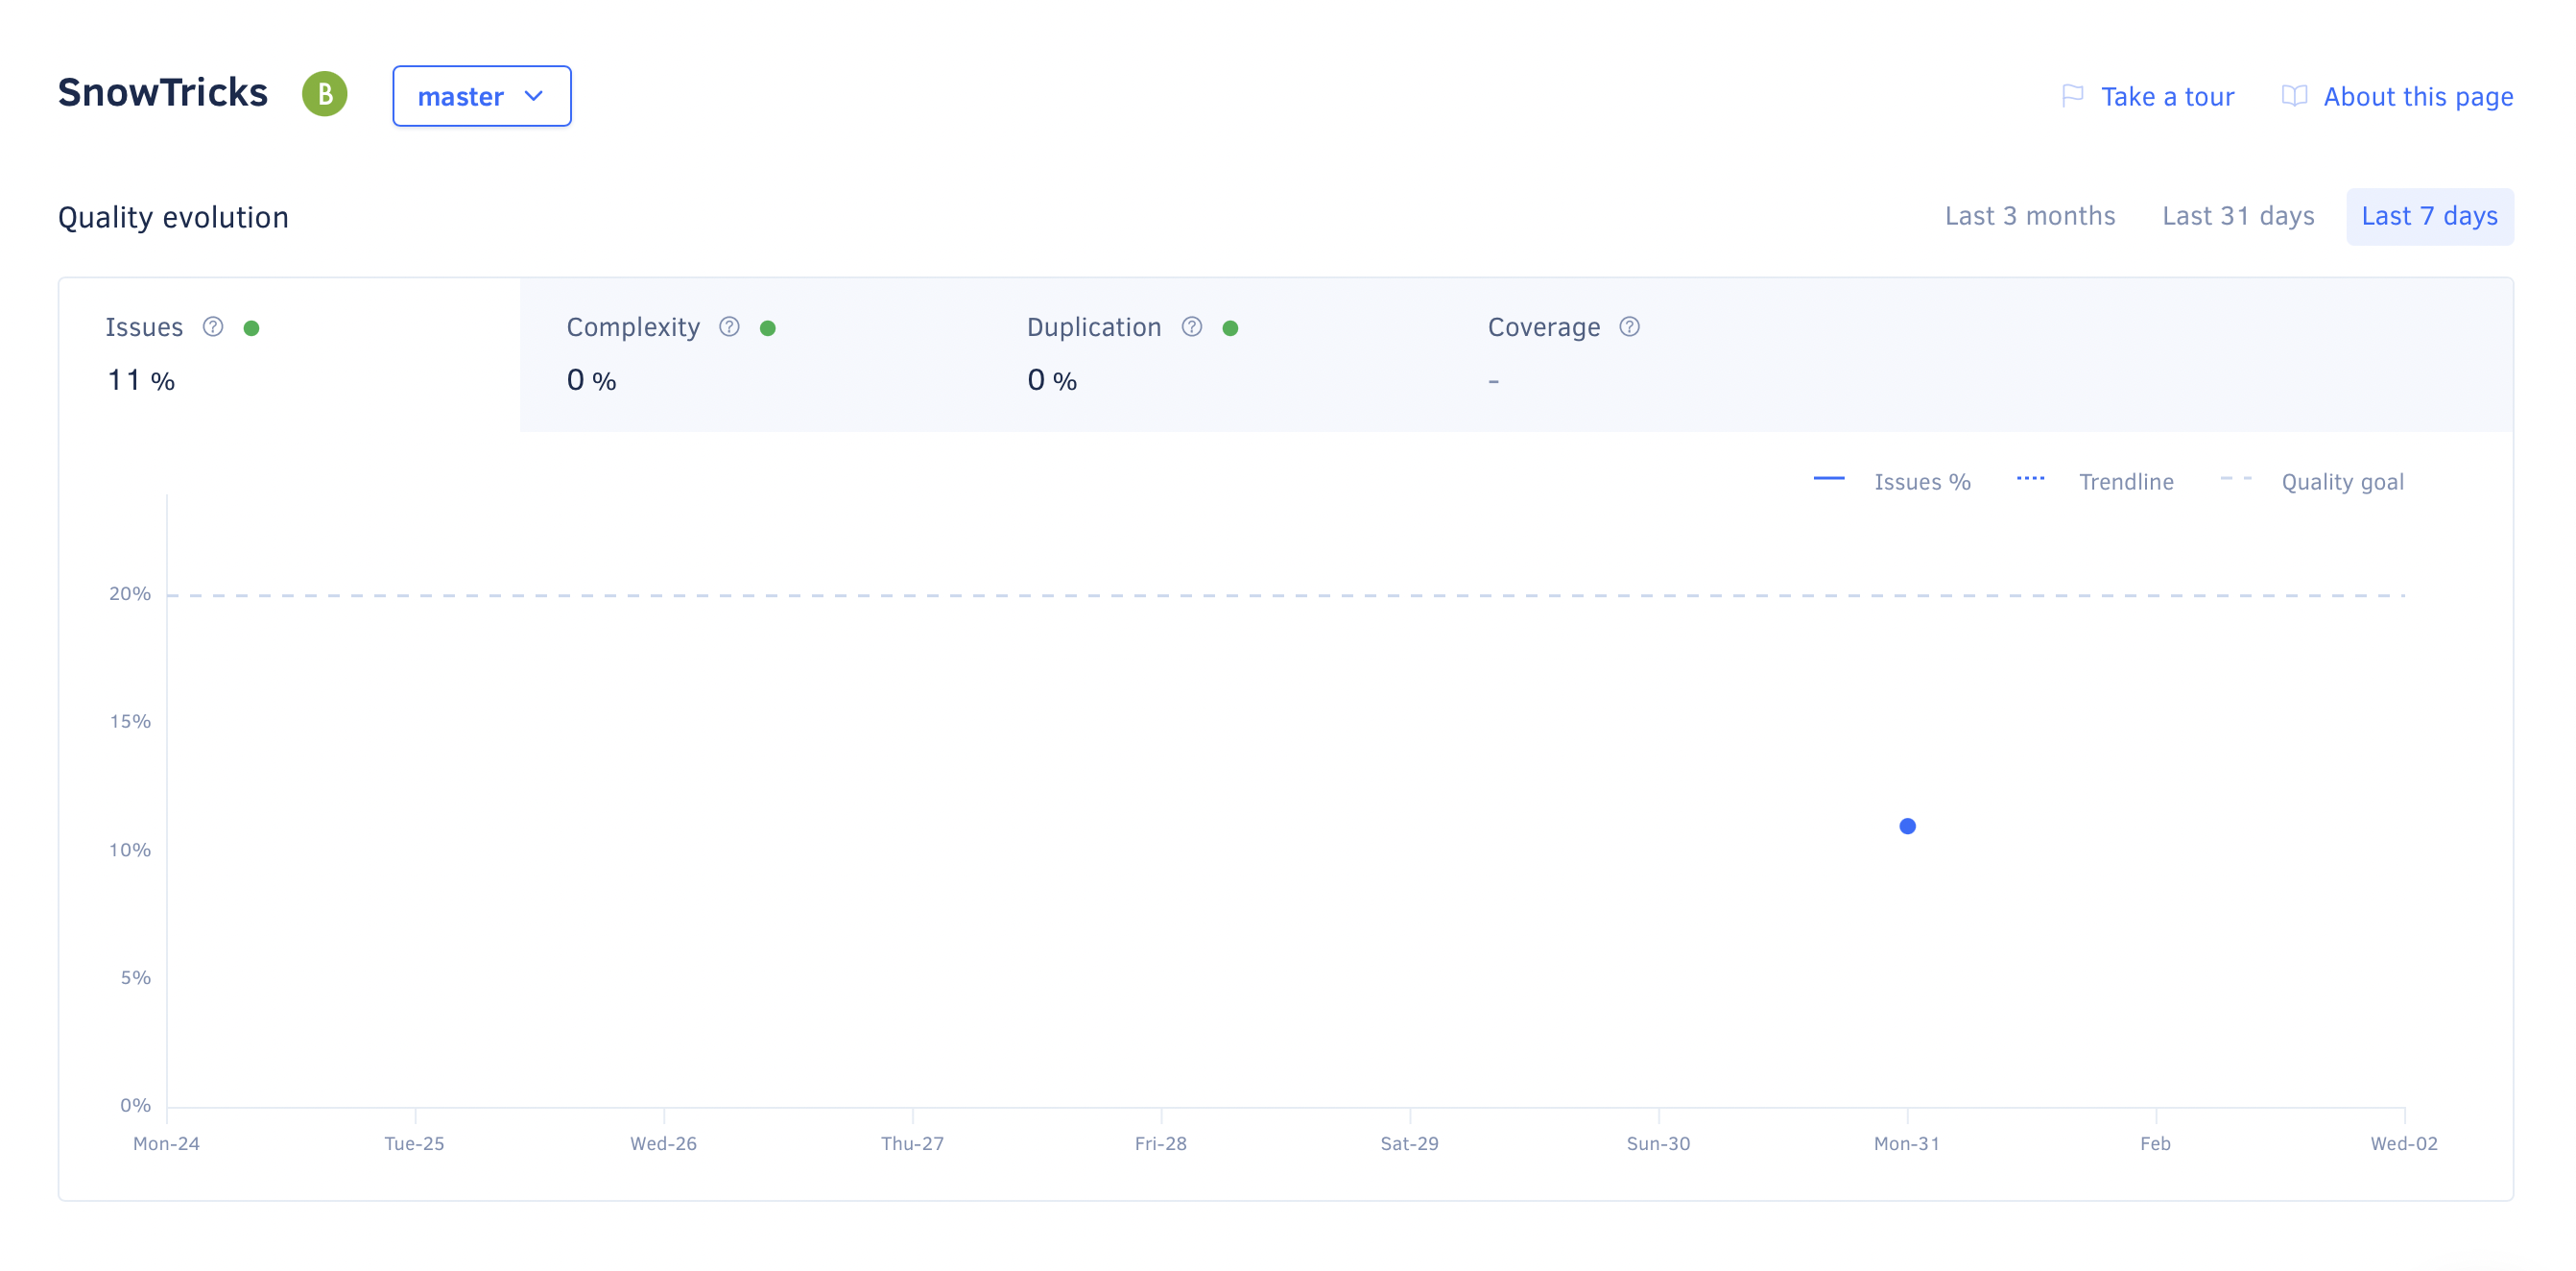 SnowTricks B master Take a tour About this page
Quality evolution Last 3 months Last 31 days Last 7 days
Issues ? Complexity ? Duplication ? Coverage ?
11 % 0 % 0 % -
Issues % Trendline Quality goal
20%
15%
10%
5%
0%
Mon-24 Tue-25 Wed-26 Thu-27 Fri-28 Sat-29 Sun-30 Mon-31 Feb Wed-02